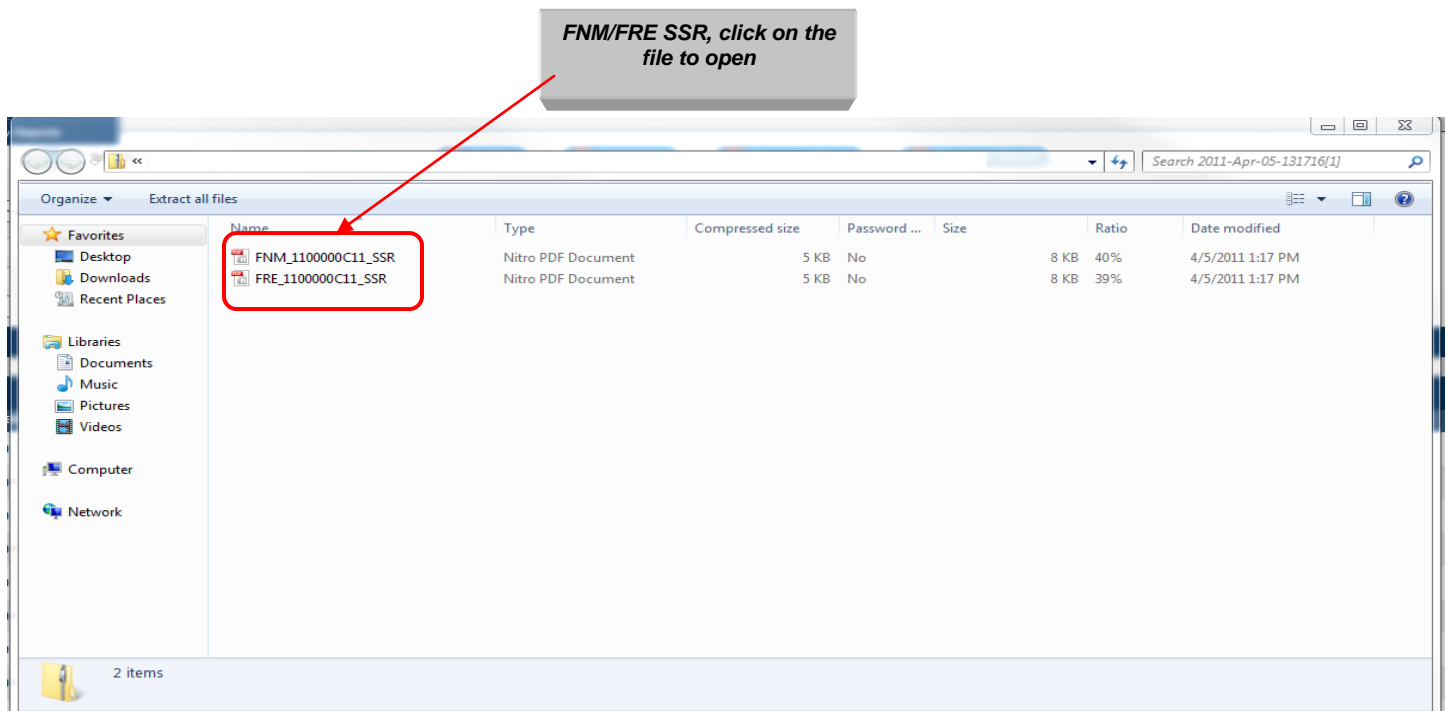 FNM/FRE SSR, click on the
file to open
«
Search 2011-Apr-05-131716[1]
Organize
Extract all files
Name Type Compressed size Password ... Size Ratio Date modified
Favorites
Desktop
Downloads
Recent Places
Libraries
Documents
Music
Pictures
Videos
Computer
Network
FNM_1100000C11_SSR Nitro PDF Document 5 KB No 8 KB 40% 4/5/2011 1:17 PM
FRE_1100000C11_SSR Nitro PDF Document 5 KB No 8 KB 39% 4/5/2011 1:17 PM
2 items